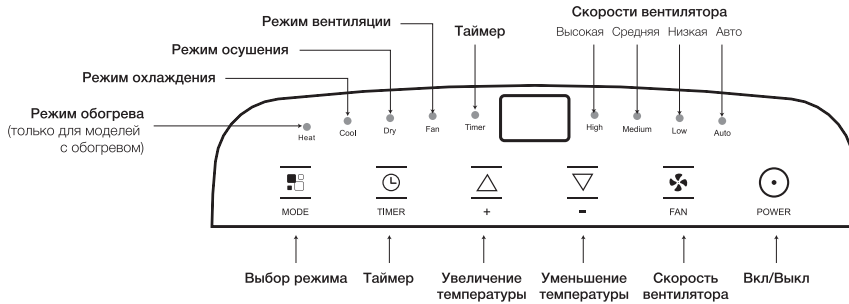 Скорости вентилятора
Режим вентиляции
Таймер
Высокая Средняя Низкая Авто
Режим осушения
Режим охлаждения
Режим обогрева
(только для моделей
с обогревом)
Heat Cool Dry Fan Timer High Medium Low Auto
MODE TIMER + - FAN POWER
Выбор режима Таймер Увеличение Уменьшение Скорость Вкл/Выкл
температуры температуры вентилятора